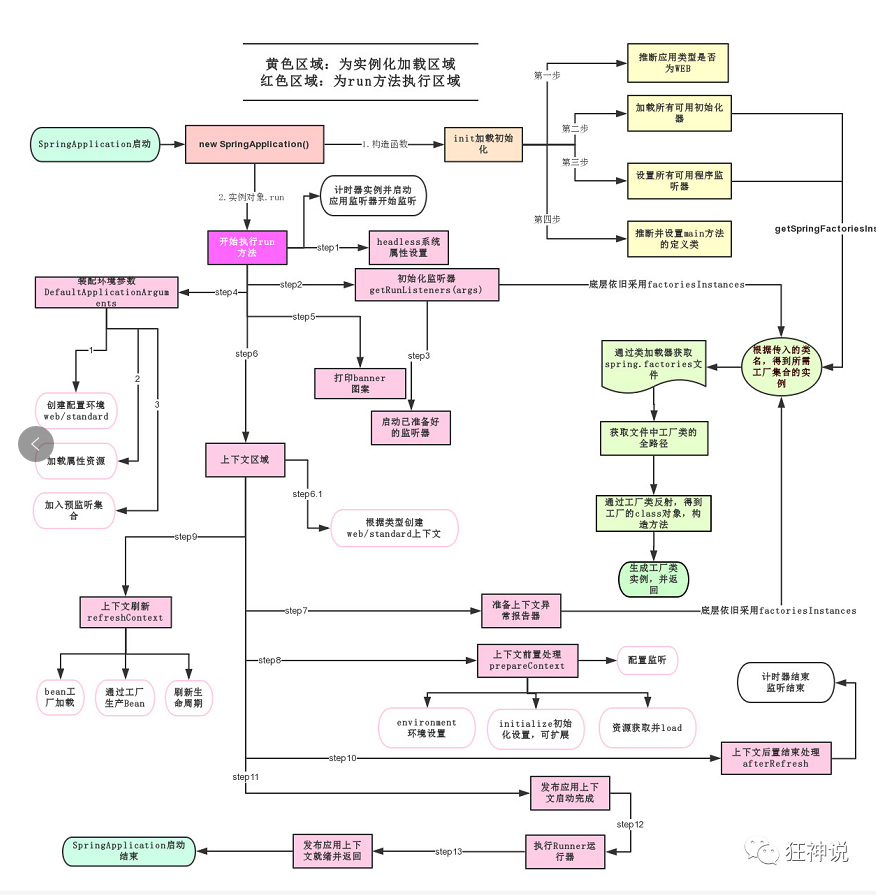 黄色区域：为实例化加载区域
红色区域：为run方法执行区域
SpringApplication启动
new SpringApplication()
1.构造函数
init加载初始
化
第一步
推断应用类型是否
为WEB
第二步
加载所有可用初始化
器
第三步
设置所有可用程序监
听器
第四步
推断并设置main方法
的定义类
getSpringFactoriesIns
2.实例对象.run
计时器实例并启动
应用监听器开始监听
开始执行run
方法
step1
headless系统
属性设置
step2
初始化监听器
getRunListeners(args)
底层依旧采用factoriesInstances
step4
装配环境参数
DefaultApplicationArgum
ents
step5
打印banner
图案
step3
启动已准备好
的监听器
step6
1
创建配置环境
web/standard
2
加载属性资源
3
加入预监听集
合
根据传入的类
名，得到所需
工厂集合的实
例
通过类加载器获取
spring.factories文
件
获取文件中工厂类的
全路径
通过工厂类反射，得到
工厂的class对象，构
造方法
生成工厂类
实例，并返
回
上下文区域
step6.1
根据类型创建
web/standard上下文
step9
上下文刷新
refreshContext
bean工
厂加载
通过工厂
生产Bean
刷新生
命周期
step7
准备上下文异
常报告器
底层依旧采用factoriesInstances
step8
上下文前置处理
prepareContext
配置监听
environment
环境设置
initialize初始
化设置，可扩展
资源获取并load
step10
上下文后置结束处理
afterRefresh
计时器结束
监听结束
step11
发布应用上下
文启动完成
step12
执行Runner运
行器
step13
发布应用上下
文就绪并返回
SpringApplication启动
结束
狂神说